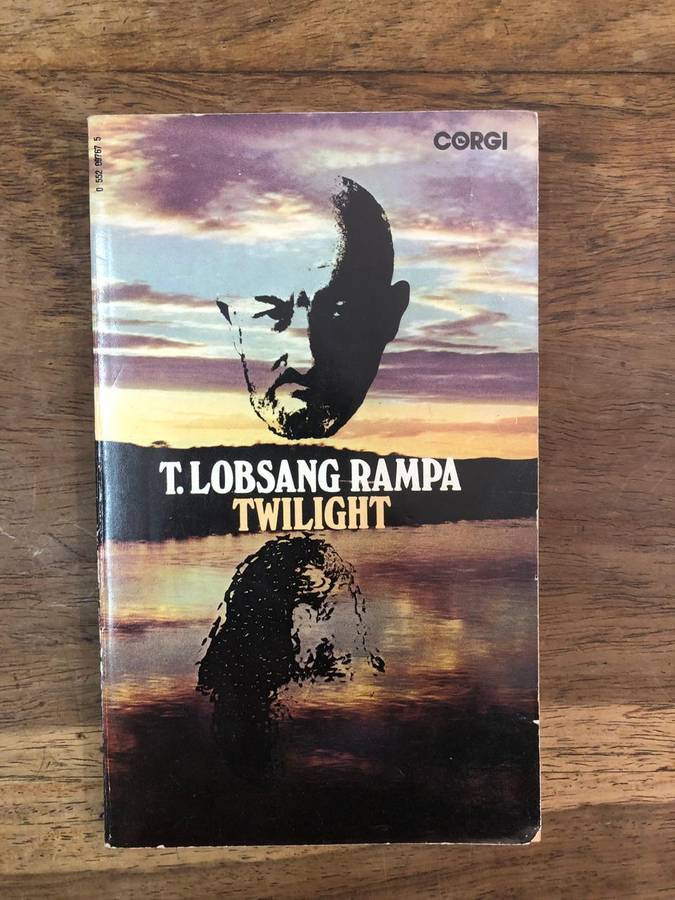 CORGI
0 552 09767 5
T. LOBSANG RAMPA
TWILIGHT